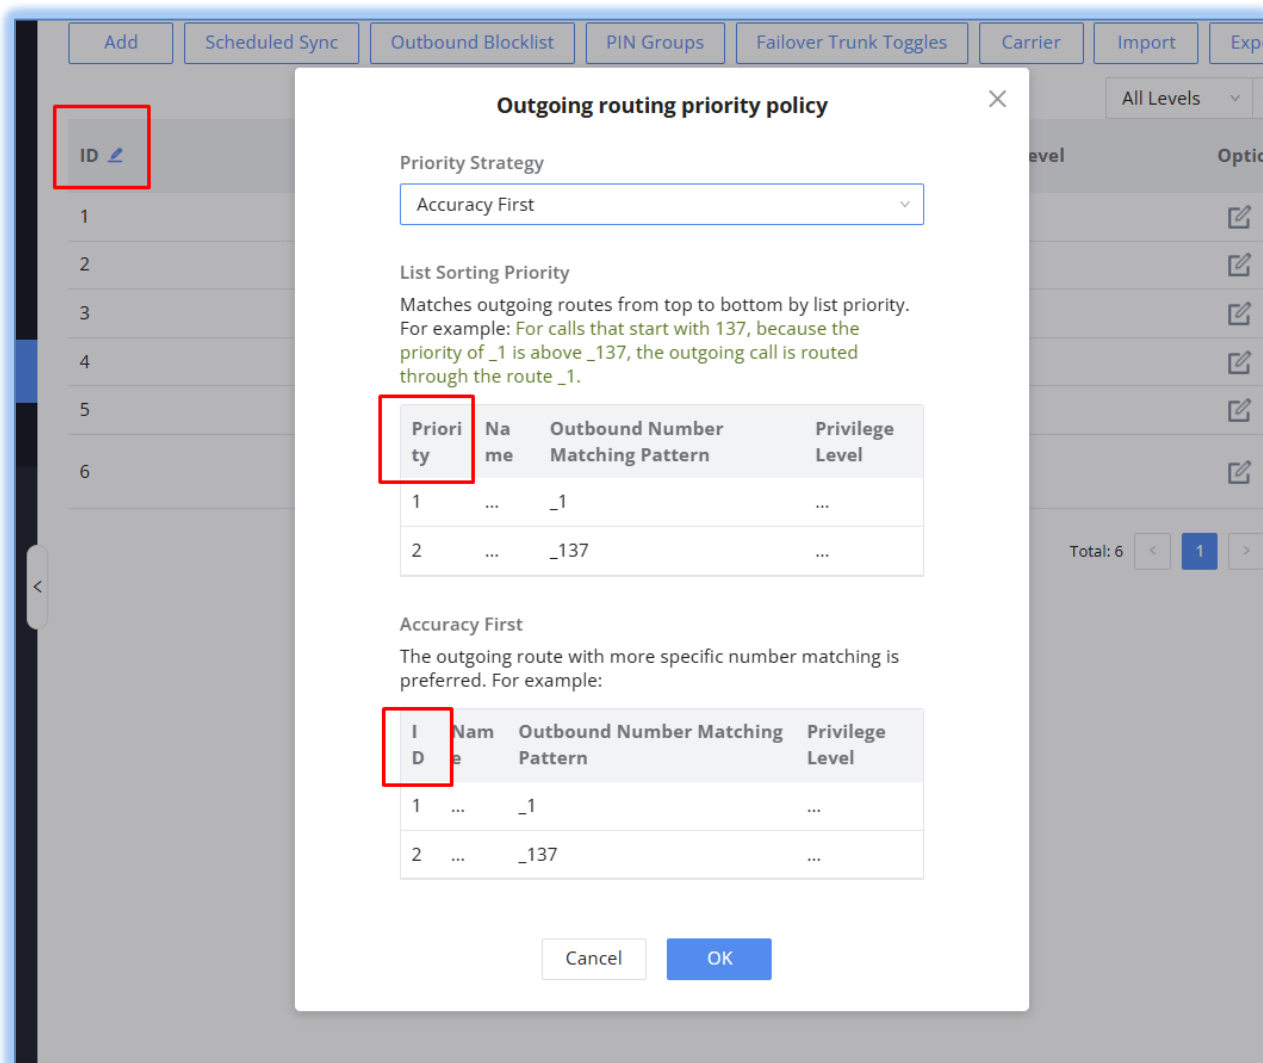 Add Scheduled Sync Outbound Blocklist PIN Groups Failover Trunk Toggles Carrier Import
Outgoing routing priority policy
All Levels
ID
Priority Strategy
Accuracy First
1
2
3
4
5
6
List Sorting Priority
Matches outgoing routes from top to bottom by list priority.
For example: For calls that start with 137, because the
priority of _1 is above _137, the outgoing call is routed
through the route _1.
Priori Na Outbound Number Privilege
ty me Matching Pattern Level
1 ... _1 ...
2 ... _137 ...
Total: 6 < 1 >
Accuracy First
The outgoing route with more specific number matching is
preferred. For example:
I Nam Outbound Number Matching Privilege
D e Pattern Level
1 ... _1 ...
2 ... _137 ...
Cancel OK